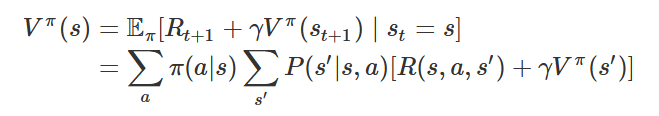 V^π(s) = 𝔼_π[R_{t+1} + γV^π(s_{t+1}) | s_t = s]
= ∑_a π(a|s) ∑_{s′} P(s′|s, a)[R(s, a, s′) + γV^π(s′)]